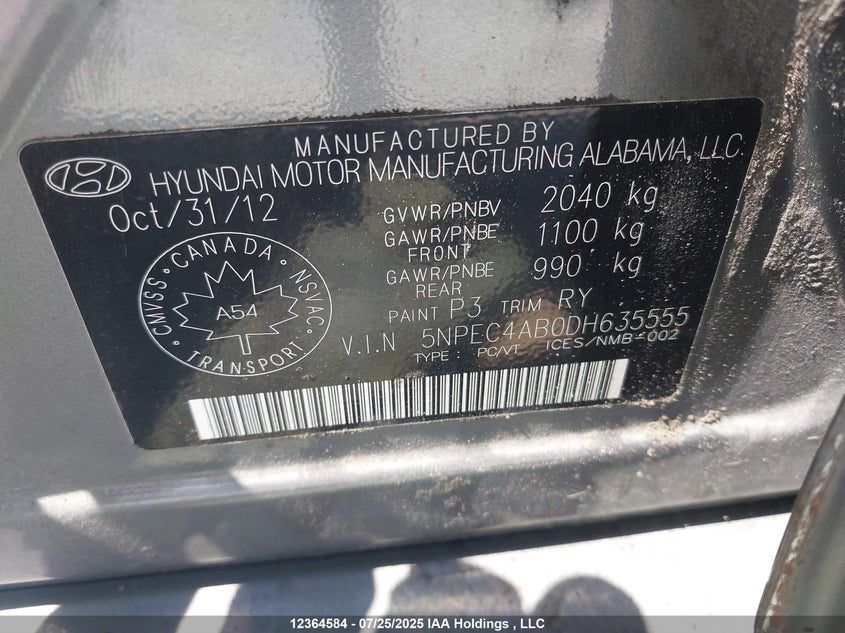 MANUFACTURED BY
HYUNDAI MOTOR MANUFACTURING ALABAMA, LLC.
Oct/31/12
GVWR/PNBV 2040 kg
GAWR/PNBE FRONT 1100 kg
GAWR/PNBE REAR 990 kg
PAINT P3 TRIM RY
V.I.N 5NPEC4AB0DH635555
TYPE : PC/VT ICES/NMB-002
CMVSS · CANADA · NSVAC
A54
· TRANSPORT ·
12364584 - 07/25/2025 IAA Holdings , LLC